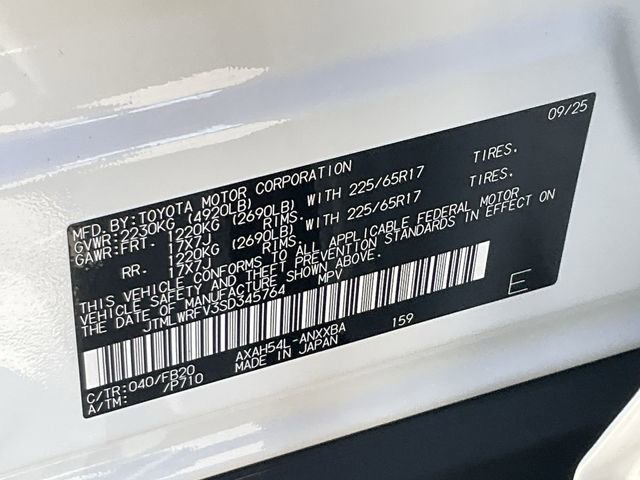 09/25
MFD.BY:TOYOTA MOTOR CORPORATION
GVWR:2230KG (4920LB)
GAWR:FRT. 1220KG (2690LB) WITH 225/65R17 TIRES.
17X7J RIMS.
RR. 1220KG (2690LB) WITH 225/65R17 TIRES.
17X7J RIMS.
THIS VEHICLE CONFORMS TO ALL APPLICABLE FEDERAL MOTOR
VEHICLE SAFETY AND THEFT PREVENTION STANDARDS IN EFFECT ON
THE DATE OF MANUFACTURE SHOWN ABOVE.
JTMLWRFV3SD345764 MPV
E
C/TR:040/FB20 AXAH54L-ANXXBA 159
A/TM: /P710 MADE IN JAPAN